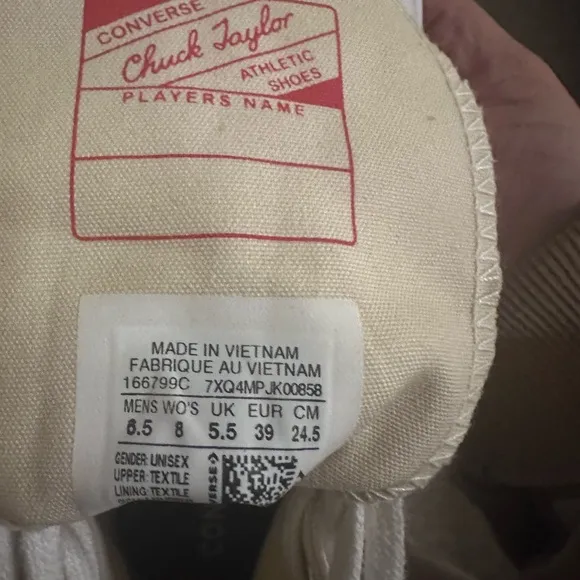 CONVERSE
Chuck Taylor
ATHLETIC
SHOES
PLAYERS NAME
MADE IN VIETNAM
FABRIQUE AU VIETNAM
166799C 7XQ4MPJK00858
MENS WO'S UK EUR CM
6.5 8 5.5 39 24.5
GENDER: UNISEX
UPPER: TEXTILE
LINING: TEXTILE
CONVERSE